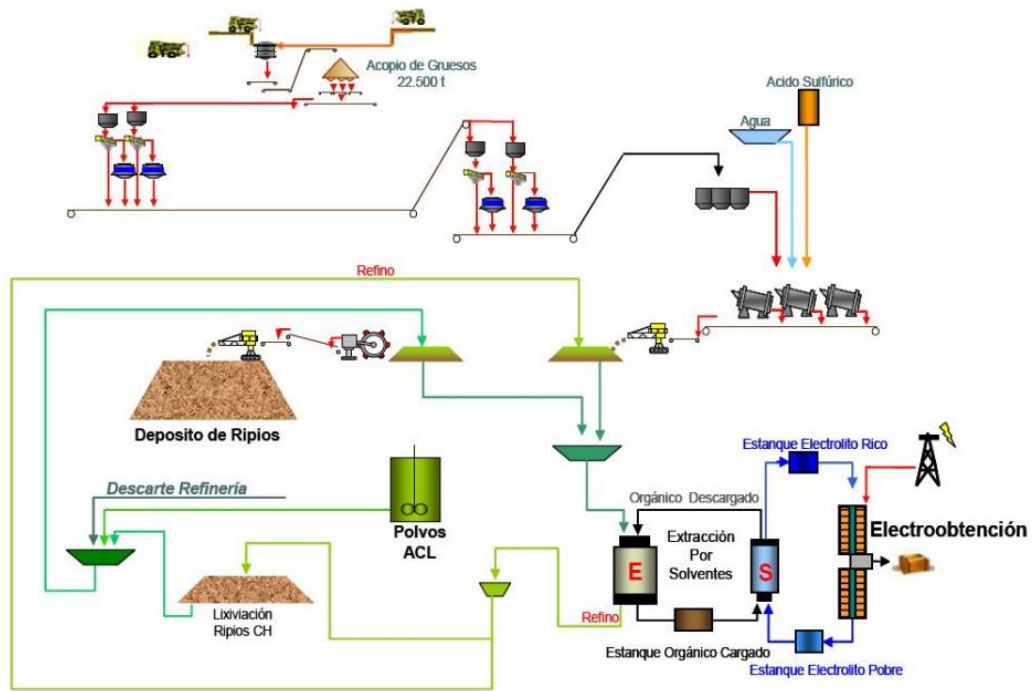 Acopio de Gruesos
22.500 t
Acido Sulfúrico
Agua
Refino
Deposito de Ripios
Estanque Electrolito Rico
Descarte Refinería
Polvos
ACL
Orgánico Descargado
Extracción
Por
Solventes
Electroobtención
E
S
Lixiviación
Ripios CH
Refino
Estanque Orgánico Cargado
Estanque Electrolito Pobre